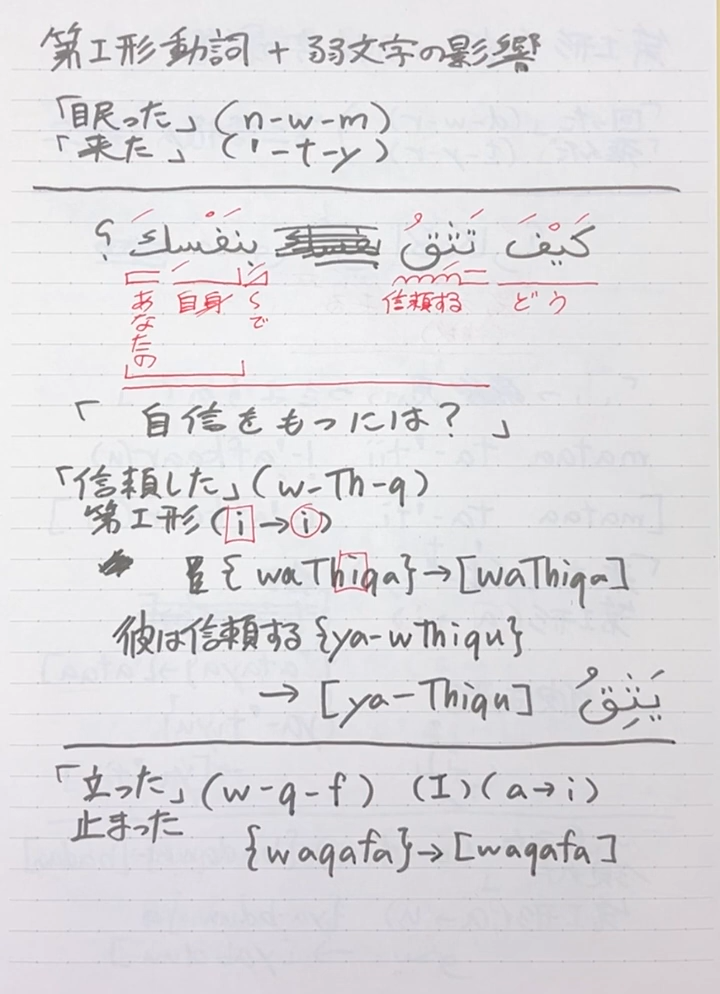 第I形動詞 + 弱文字の影響
「眠った」(n-w-m)
「来た」('-t-y)
كيفَ تَثِقُ بنفسك؟
あなたの 自身 〜で 信頼する どう
「自信をもつには?」
「信頼した」(w-Th-q)
第I形(i→i)
{waThiqa}→[waThiqa]
彼は信頼する{ya-wThiqu}
→[ya-Thiqu] يَثِقُ
「立った」(w-q-f) (I)(a→i)
止まった
{waqafa}→[waqafa]